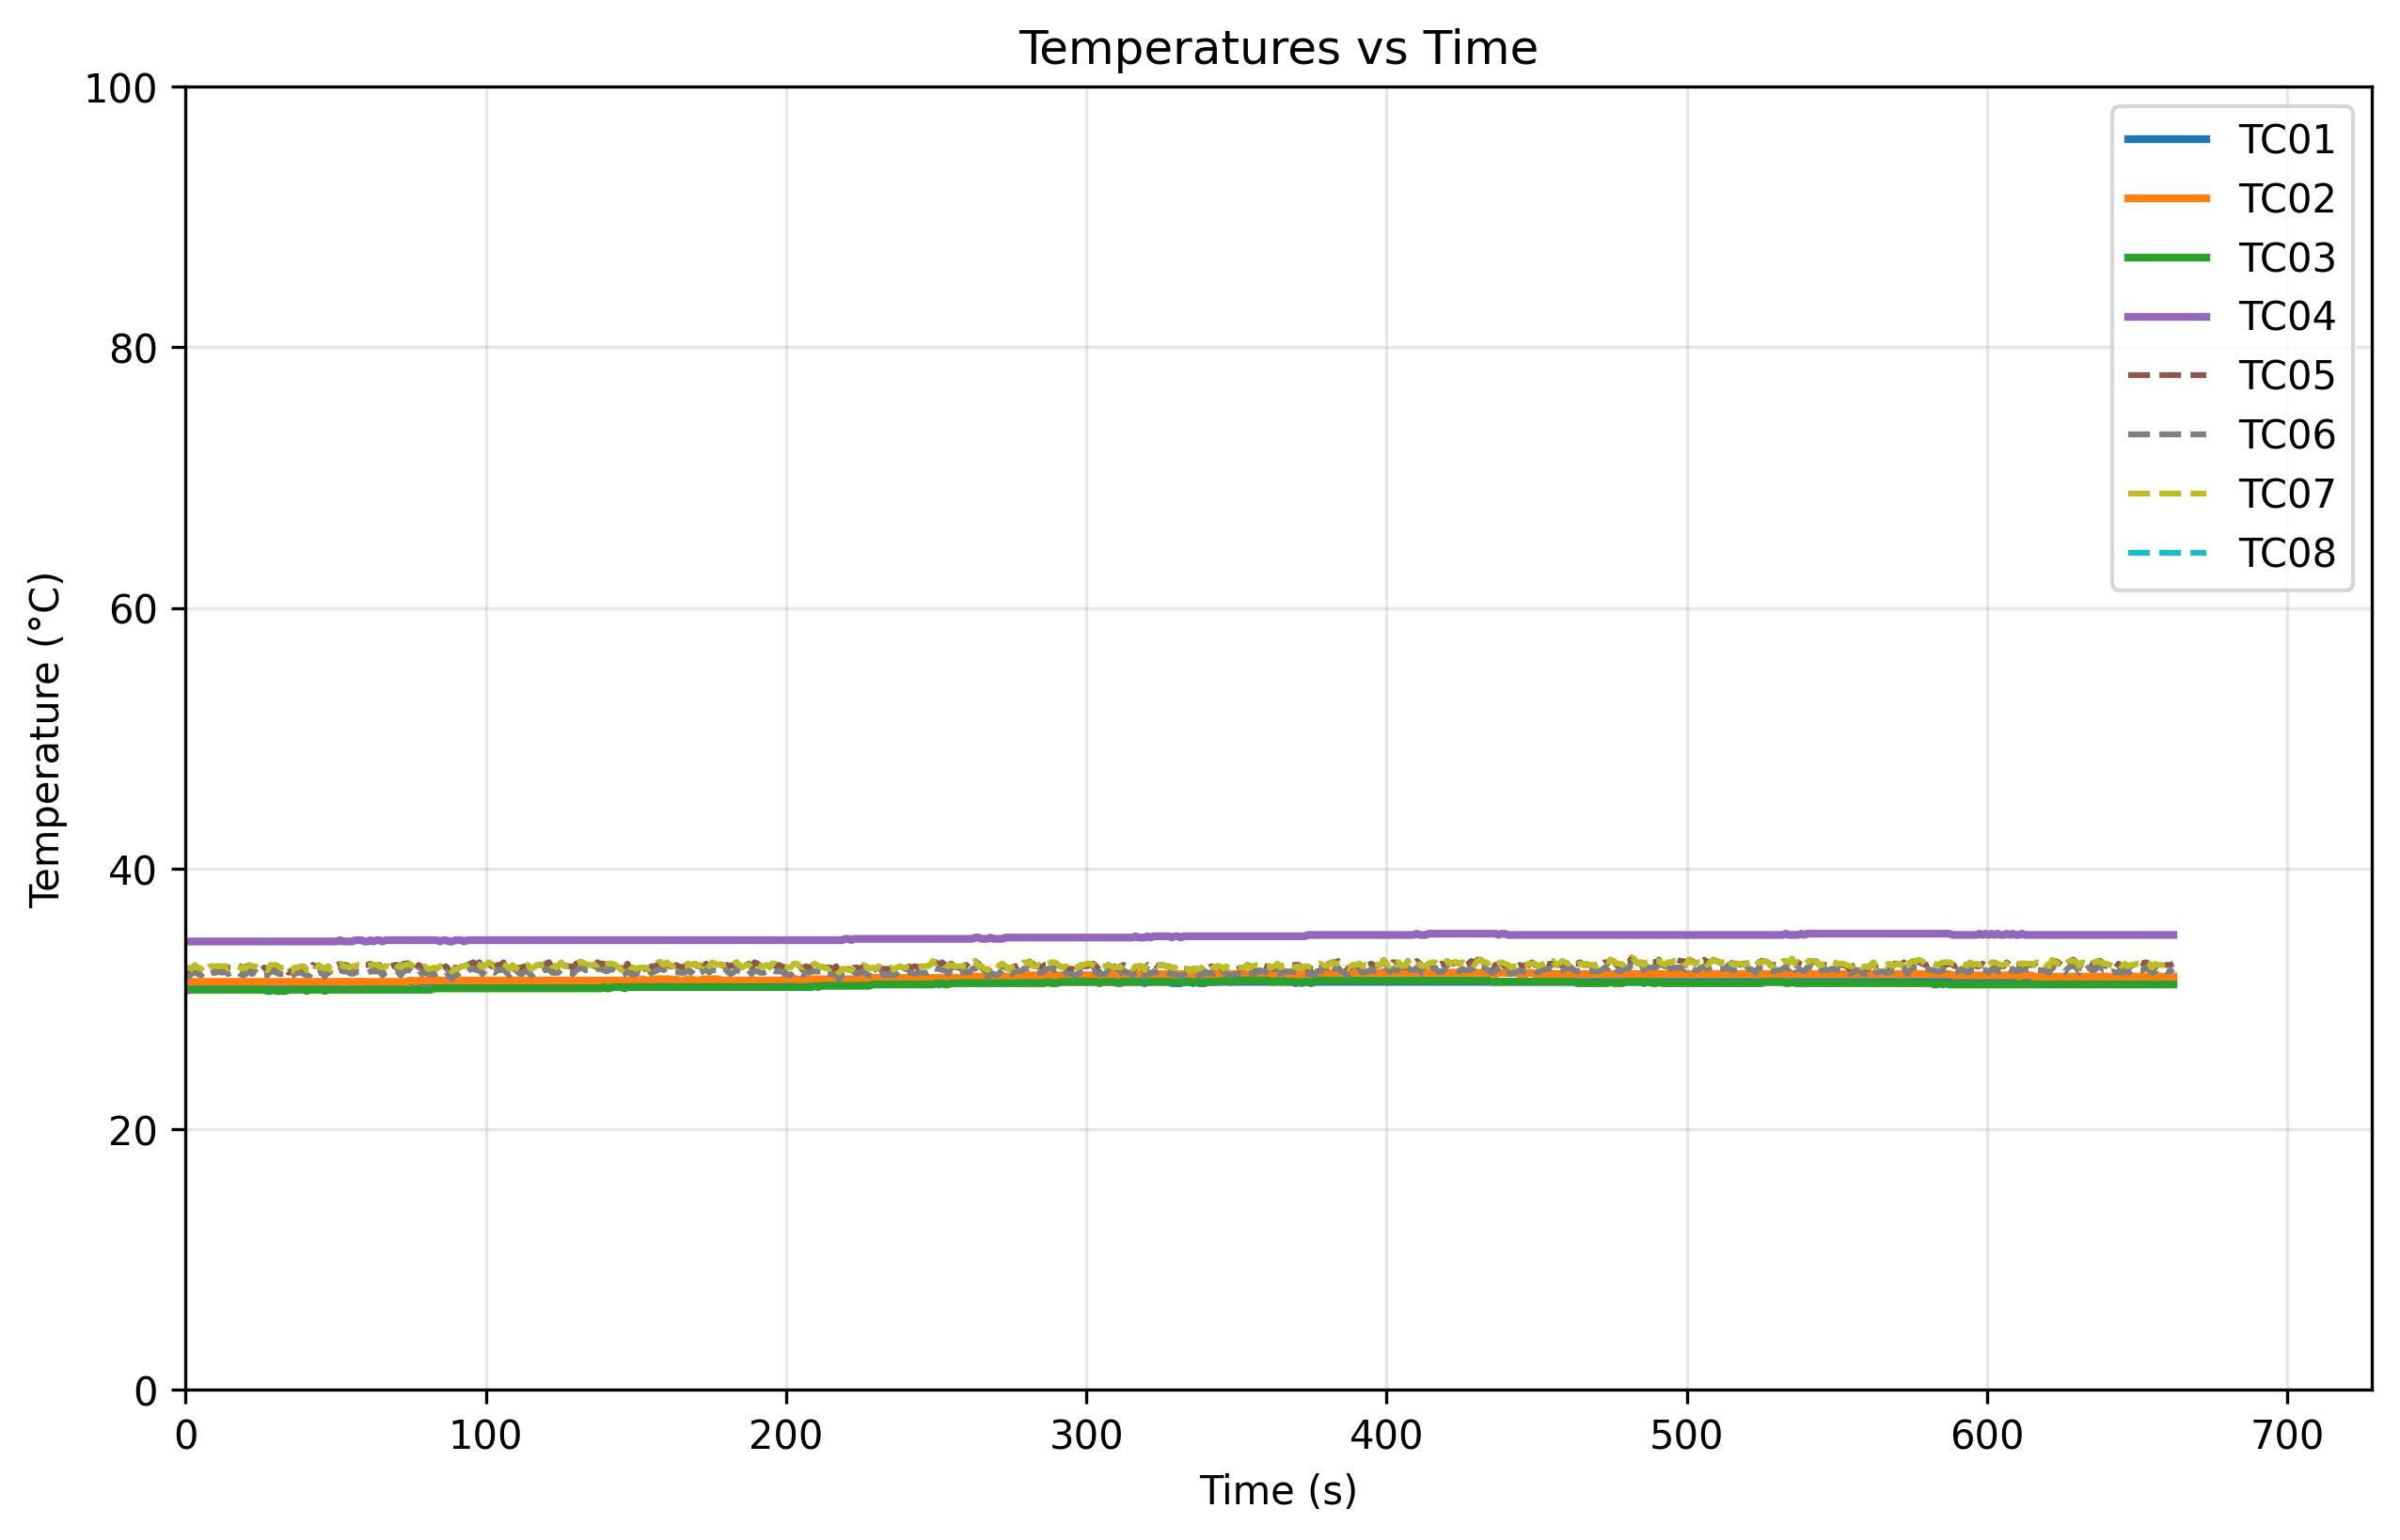 Temperatures vs Time
Temperature (°C)
100
80
60
40
20
0
TC01
TC02
TC03
TC04
TC05
TC06
TC07
TC08
0 100 200 300 400 500 600 700
Time (s)